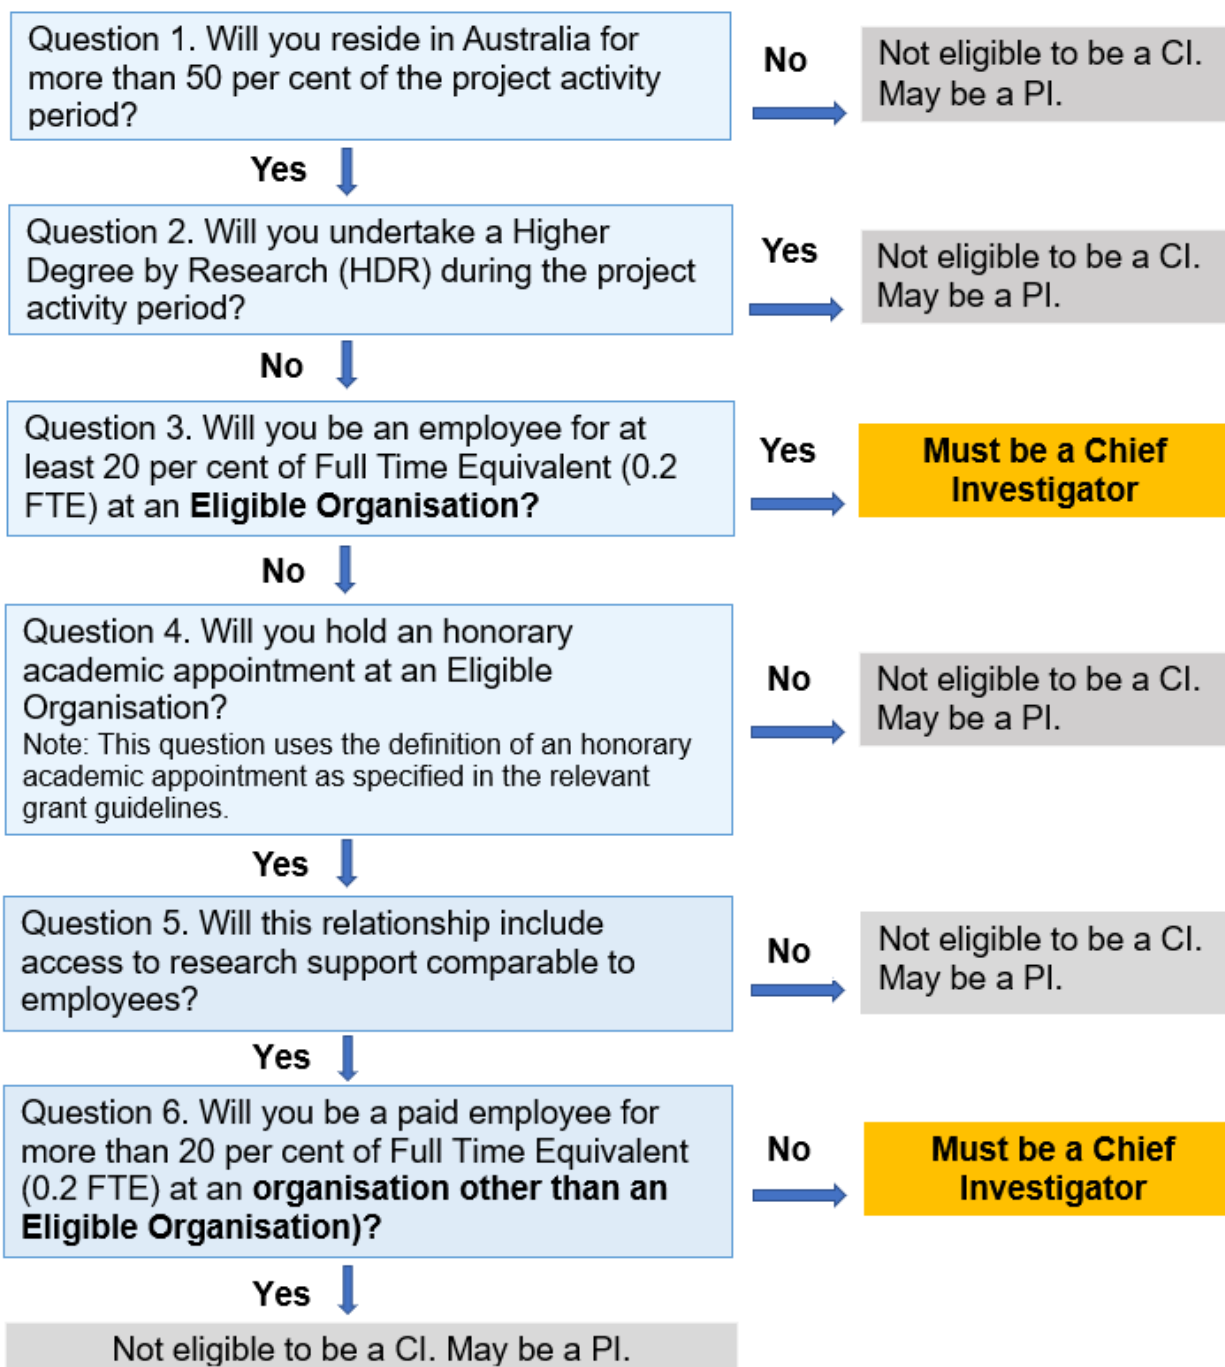 Question 1. Will you reside in Australia for
more than 50 per cent of the project activity
period?
No
Not eligible to be a CI.
May be a PI.
Yes
Question 2. Will you undertake a Higher
Degree by Research (HDR) during the project
activity period?
Yes
Not eligible to be a CI.
May be a PI.
No
Question 3. Will you be an employee for at
least 20 per cent of Full Time Equivalent (0.2
FTE) at an Eligible Organisation?
Yes
Must be a Chief
Investigator
No
Question 4. Will you hold an honorary
academic appointment at an Eligible
Organisation?
Note: This question uses the definition of an honorary
academic appointment as specified in the relevant
grant guidelines.
No
Not eligible to be a CI.
May be a PI.
Yes
Question 5. Will this relationship include
access to research support comparable to
employees?
No
Not eligible to be a CI.
May be a PI.
Yes
Question 6. Will you be a paid employee for
more than 20 per cent of Full Time Equivalent
(0.2 FTE) at an organisation other than an
Eligible Organisation)?
No
Must be a Chief
Investigator
Yes
Not eligible to be a CI. May be a PI.